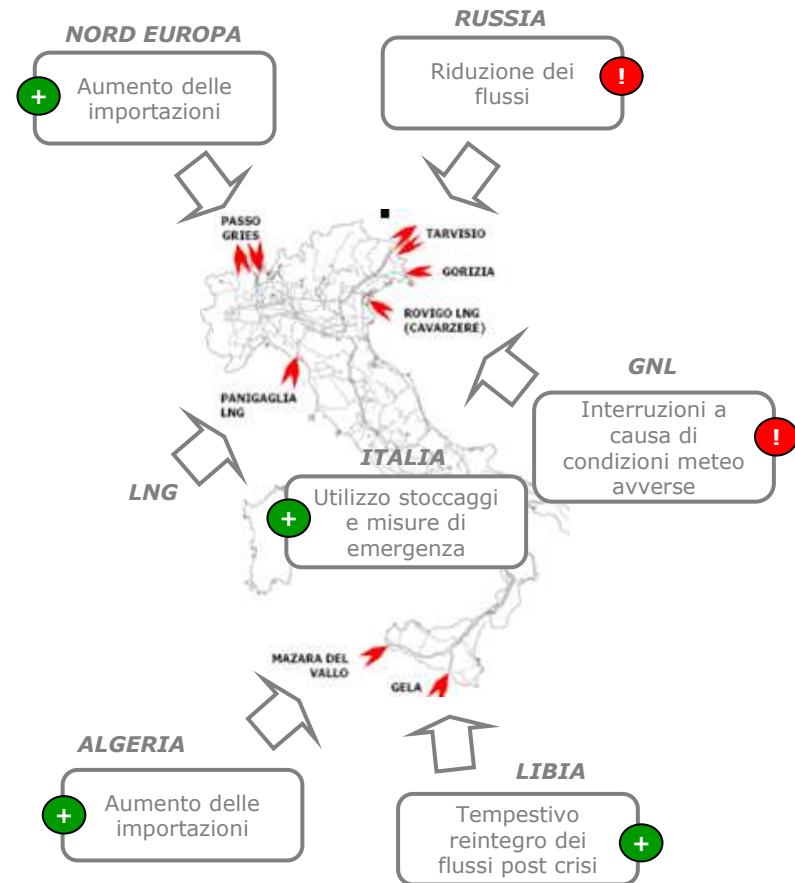 NORD EUROPA
+
Aumento delle
importazioni
RUSSIA
Riduzione dei
flussi
!
PASSO
GRIES
TARVISIO
GORIZIA
ROVIGO LNG
(CAVARZERE)
PANIGAGLIA
LNG
GNL
Interruzioni a
causa di
condizioni meteo
avverse
!
LNG
ITALIA
+
Utilizzo stoccaggi
e misure di
emergenza
MAZARA DEL
VALLO
GELA
ALGERIA
+
Aumento delle
importazioni
LIBIA
Tempestivo
reintegro dei
flussi post crisi
+